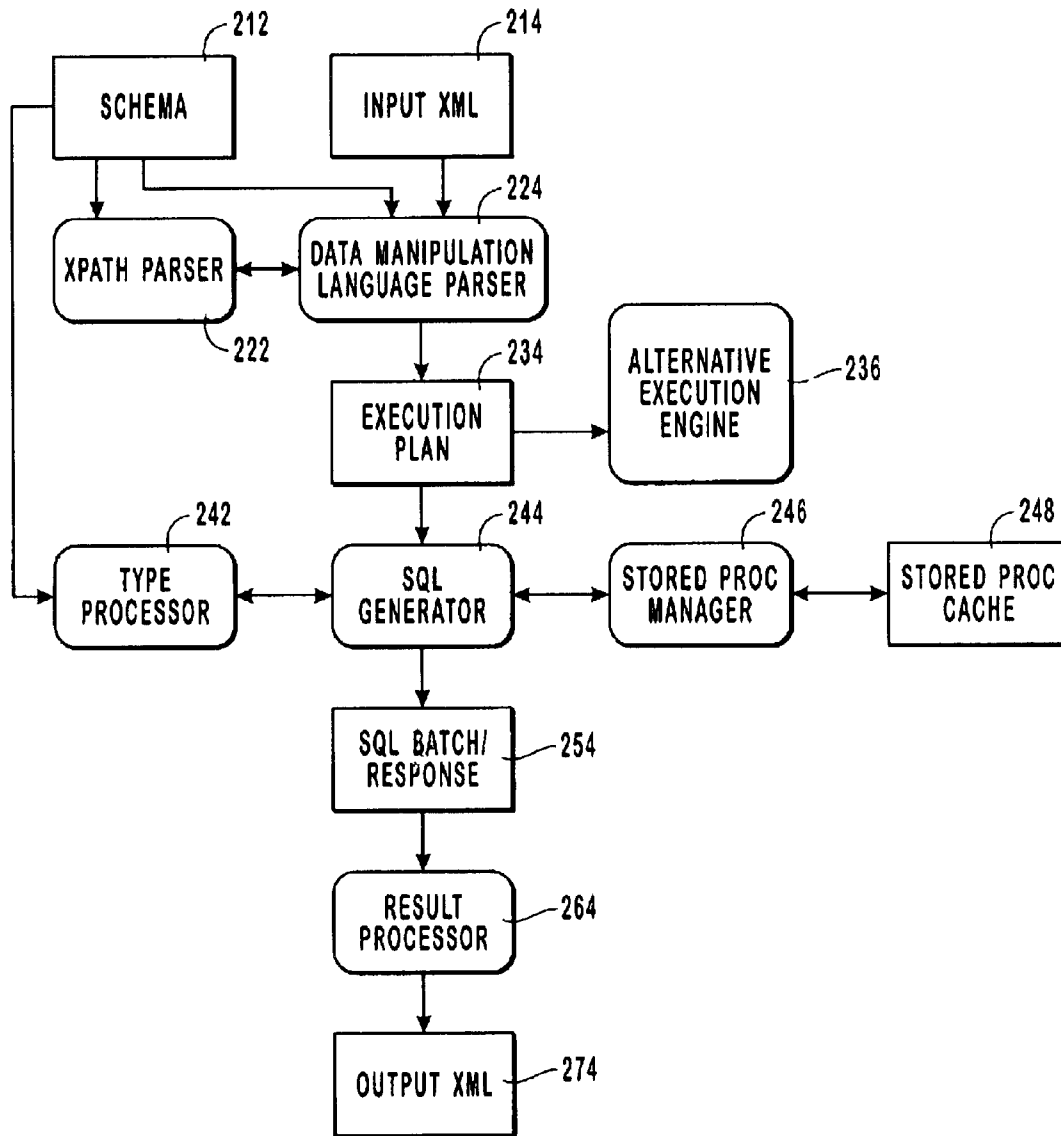 212
214
SCHEMA
INPUT XML
224
XPATH PARSER
DATA MANIPULATION
LANGUAGE PARSER
222
234
ALTERNATIVE
EXECUTION
ENGINE
236
EXECUTION
PLAN
242
244
246
248
TYPE
PROCESSOR
SQL
GENERATOR
STORED PROC
MANAGER
STORED PROC
CACHE
SQL BATCH/
RESPONSE
254
RESULT
PROCESSOR
264
OUTPUT XML
274